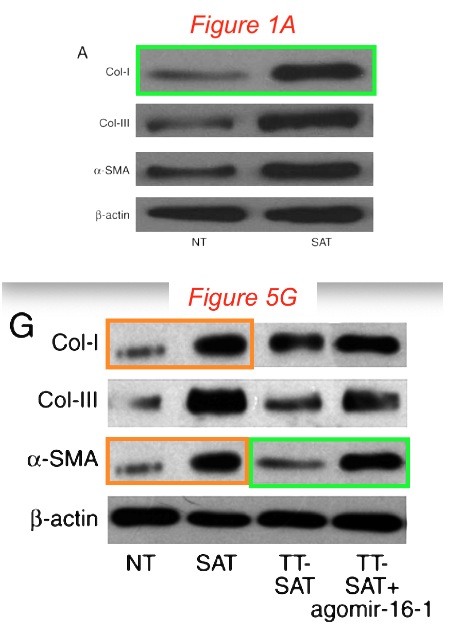 Figure 1A
A
Col-I
Col-III
α-SMA
β-actin
NT SAT
Figure 5G
G
Col-I
Col-III
α-SMA
β-actin
NT SAT TT- TT-
SAT SAT+
agomir-16-1